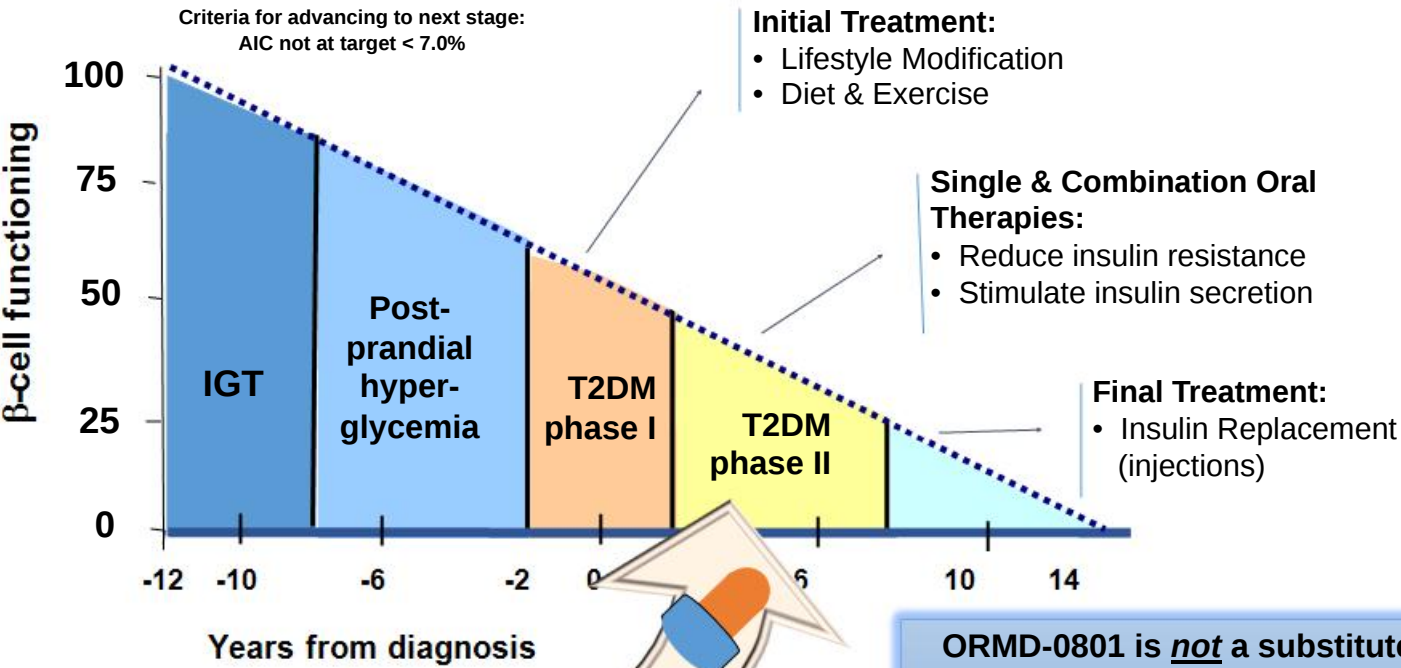 Criteria for advancing to next stage:
AIC not at target < 7.0%
Initial Treatment:
• Lifestyle Modification
• Diet & Exercise
Single & Combination Oral
Therapies:
• Reduce insulin resistance
• Stimulate insulin secretion
Final Treatment:
• Insulin Replacement
(injections)
β-cell functioning
100
75
50
25
0
IGT
Post-
prandial
hyper-
glycemia
T2DM
phase I
T2DM
phase II
-12 -10 -6 -2 0 6 10 14
Years from diagnosis
ORMD-0801 is not a substitute